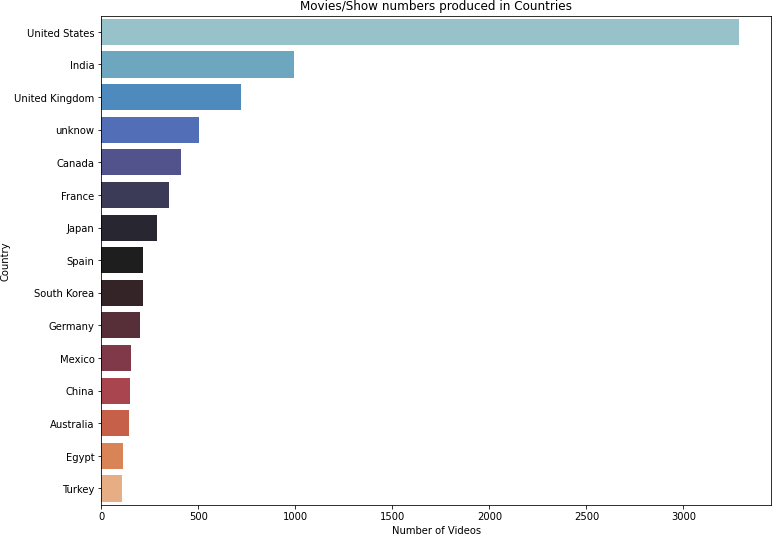 Movies/Show numbers produced in Countries
United States
India
United Kingdom
unknow
Canada
France
Japan
Spain
South Korea
Germany
Mexico
China
Australia
Egypt
Turkey
Country
0 500 1000 1500 2000 2500 3000
Number of Videos